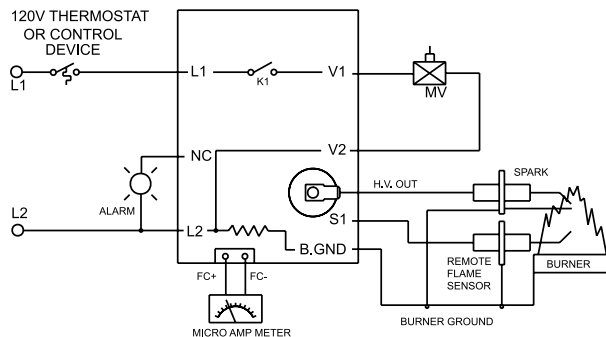 120V THERMOSTAT
OR CONTROL
DEVICE
L1
L1
K1
V1
MV
NC
V2
ALARM
H.V. OUT
SPARK
S1
L2
L2
B.GND
FC+
FC-
REMOTE
FLAME
SENSOR
BURNER
BURNER GROUND
MICRO AMP METER